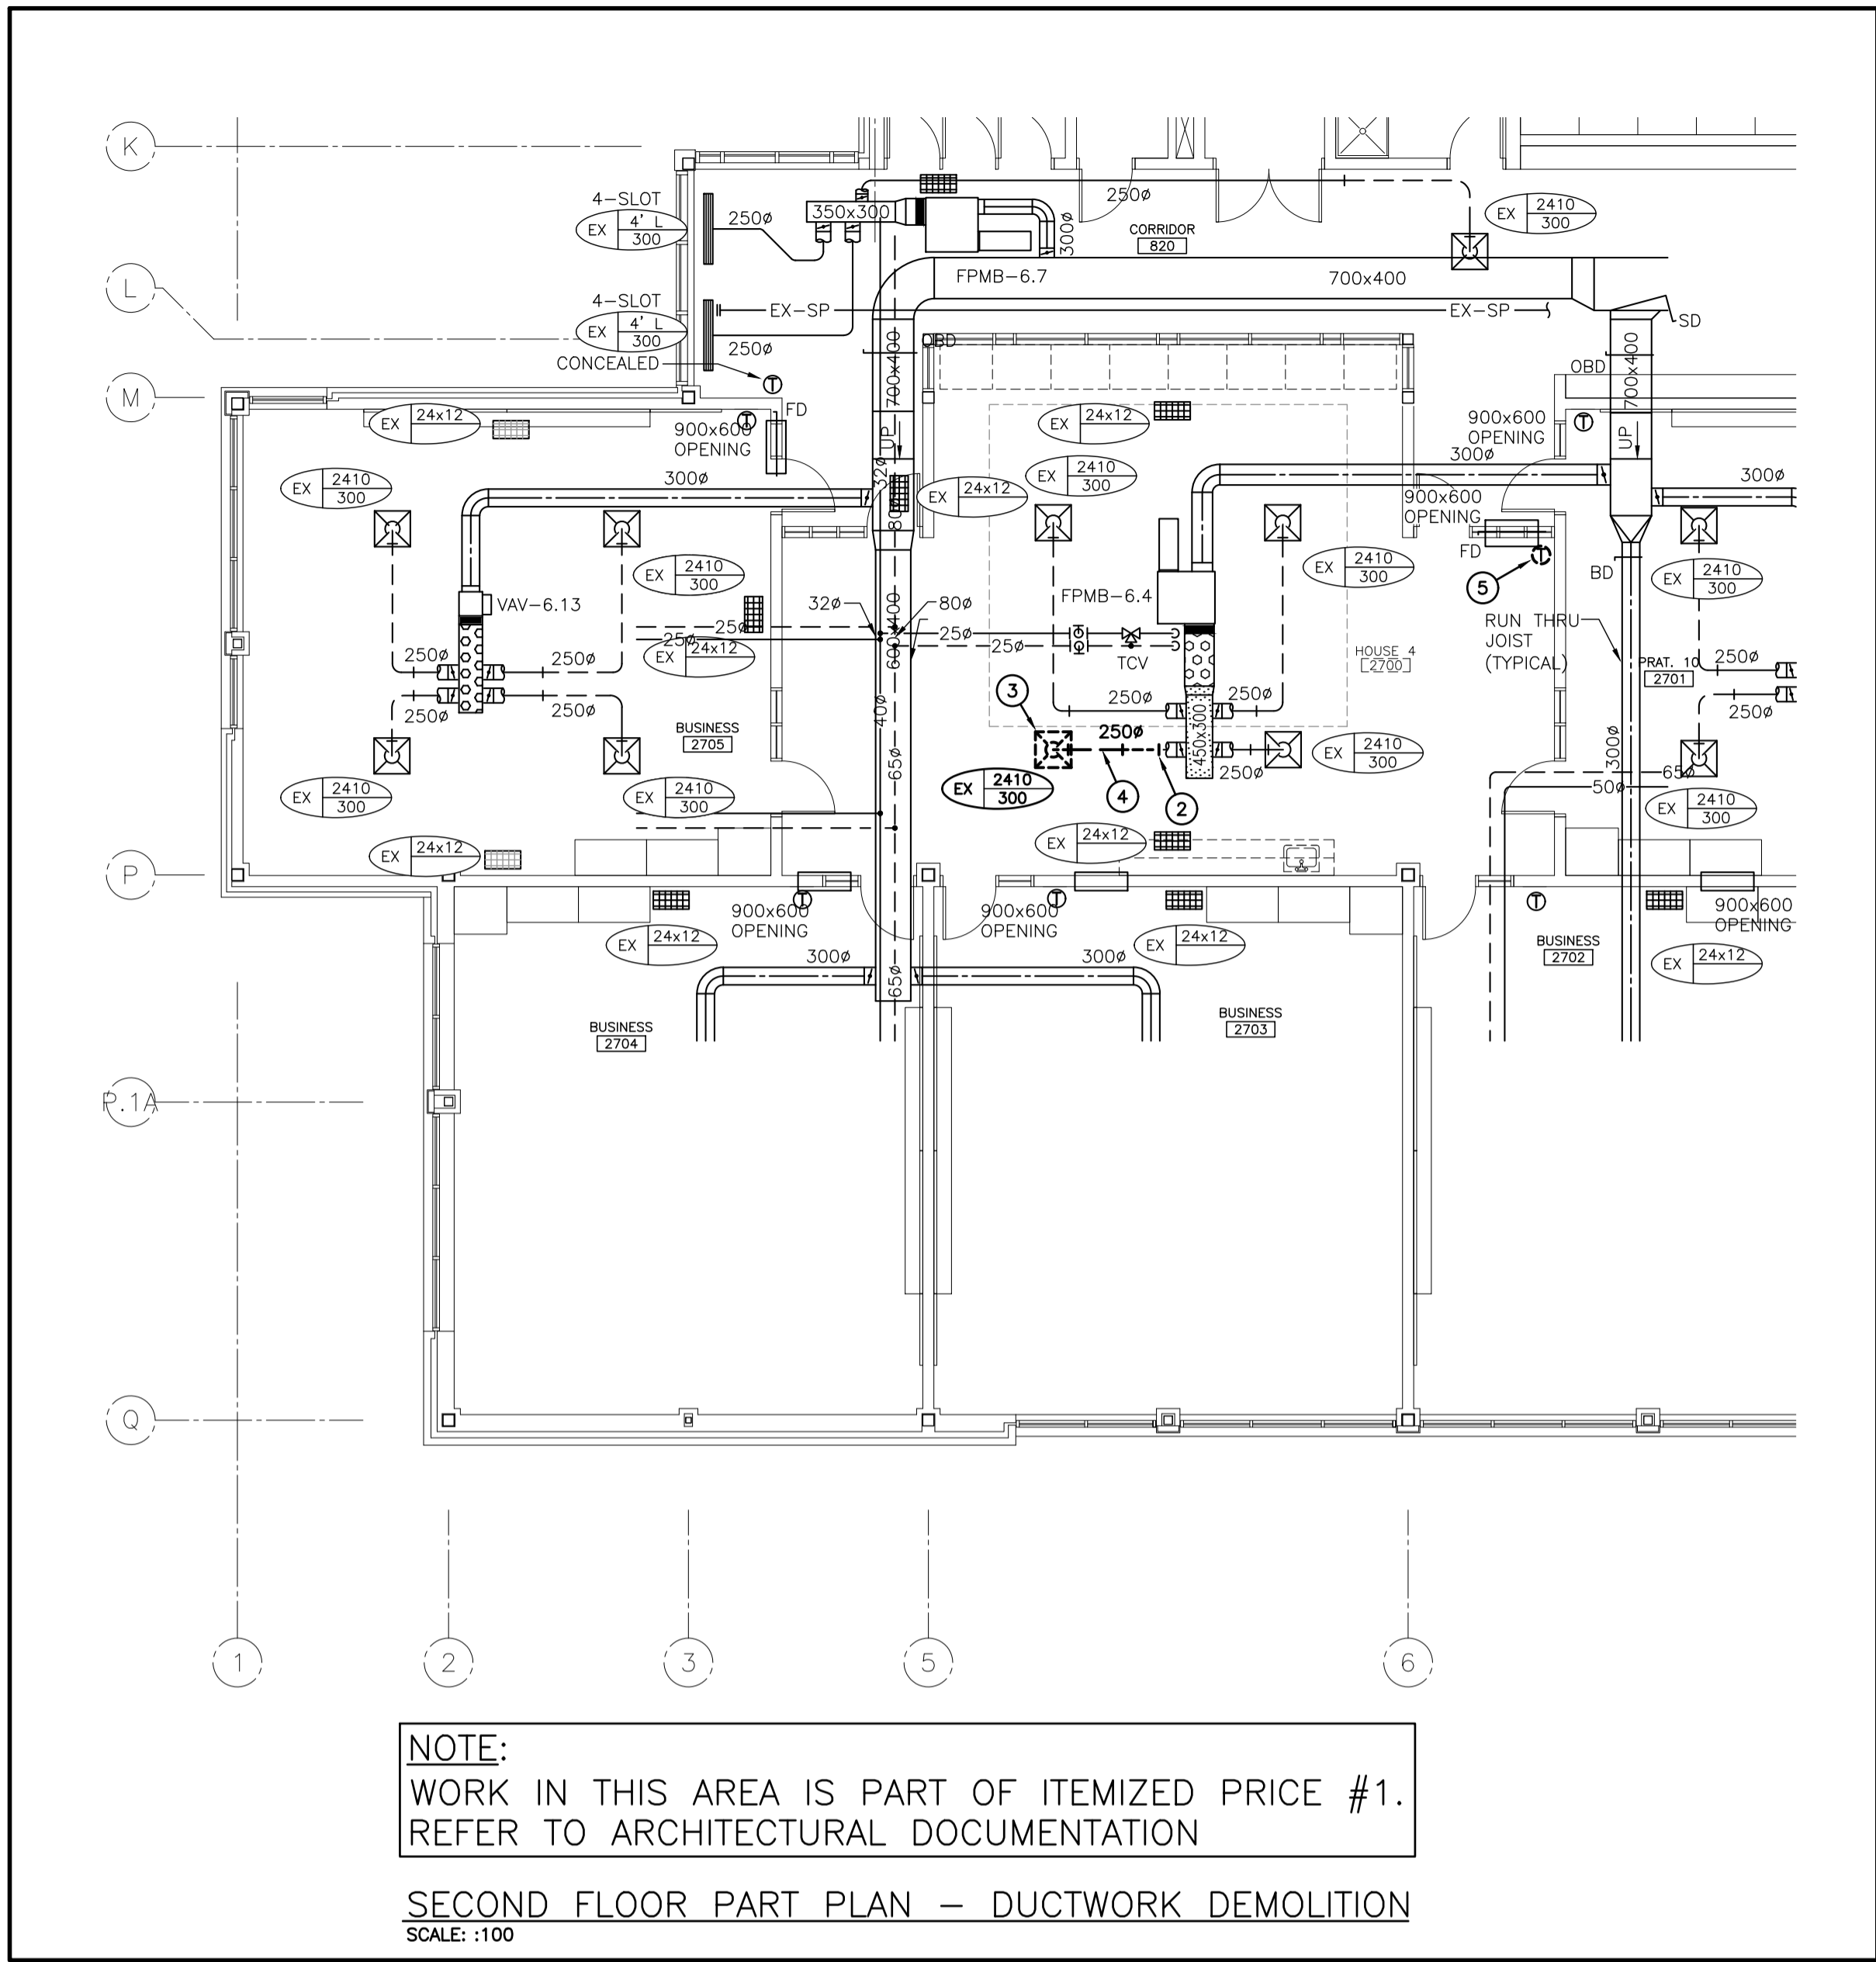 K
4-SLOT
EX 4' L 300
250ø
350x300
250ø
300ø
CORRIDOR
820
EX 2410 300
L
FPMB-6.7
700x400
4-SLOT
EX 4' L 300
EX-SP
EX-SP
SD
250ø
OBD
700x400
OBD
700x400
CONCEALED
T
M
EX 24x12
T
FD
900x600
OPENING
UP
EX 24x12
900x600
OPENING
T
UP
EX 2410 300
300ø
32ø
80ø
EX 24x12
EX 2410 300
300ø
900x600
OPENING
300ø
FD
T
5
BD
EX 2410 300
EX 2410 300
EX 2410 300
VAV-6.13
32ø
80ø
FPMB-6.4
600x400
25ø
25ø
25ø
25ø
EX 24x12
TCV
HOUSE 4
2700
RUN THRU
JOIST
(TYPICAL)
PRAT. 10
2701
250ø
250ø
250ø
250ø
250ø
250ø
3
250ø
250ø
450x300
250ø
250ø
40ø
65ø
BUSINESS
2705
EX 2410 300
4
2
EX 2410 300
300ø
65ø
50ø
EX 2410 300
EX 2410 300
EX 2410 300
EX 24x12
EX 24x12
P
T
900x600
OPENING
T
900x600
OPENING
T
900x600
OPENING
EX 24x12
EX 24x12
BUSINESS
2702
EX 24x12
300ø
65ø
300ø
BUSINESS
2704
BUSINESS
2703
P.1A
Q
1
2
3
5
6
NOTE:
WORK IN THIS AREA IS PART OF ITEMIZED PRICE #1.
REFER TO ARCHITECTURAL DOCUMENTATION
SECOND FLOOR PART PLAN – DUCTWORK DEMOLITION
SCALE: :100